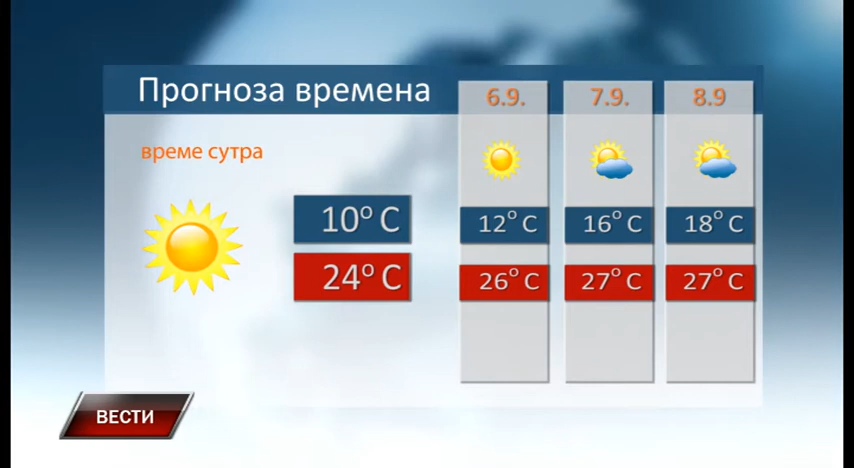 Прогноза времена
време сутра
10° C
24° C
6.9. 7.9. 8.9
12° C 16° C 18° C
26° C 27° C 27° C
ВЕСТИ